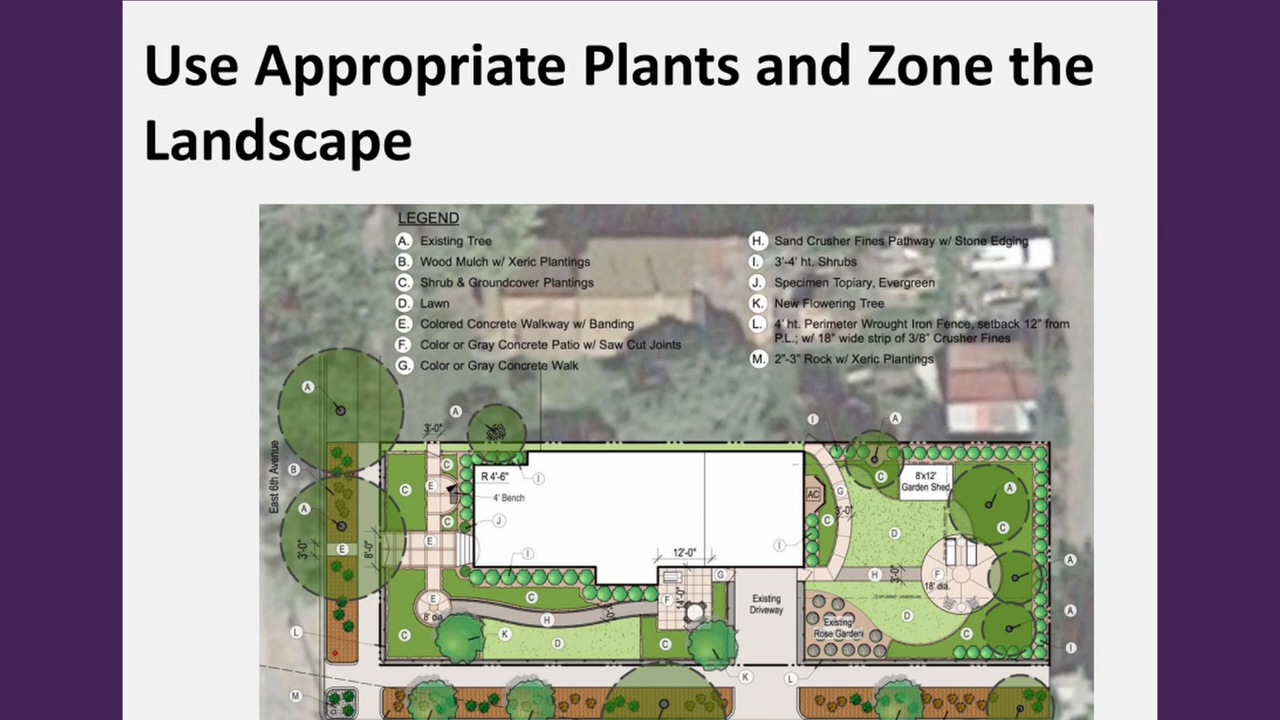 Use Appropriate Plants and Zone the
Landscape
LEGEND
A. Existing Tree
B. Wood Mulch w/ Xeric Plantings
C. Shrub & Groundcover Plantings
D. Lawn
E. Colored Concrete Walkway w/ Banding
F. Color or Gray Concrete Patio w/ Saw Cut Joints
G. Color or Gray Concrete Walk
H. Sand Crusher Fines Pathway w/ Stone Edging
I. 3'-4' ht. Shrubs
J. Specimen Topiary, Evergreen
K. New Flowering Tree
L. 4' ht. Perimeter Wrought Iron Fence, setback 12" from
P.L.; w/ 18" wide strip of 3/8" Crusher Fines
M. 2"-3" Rock w/ Xeric Plantings
A
A
I
A
3'-0"
East 6th Avenue
B
C
E
R 4'-6"
4' Bench
I
C
J
E
A
3'-0"
E
8'-0"
I
12'-0"
G
AC
G
3'-0"
C
C
8'x12'
Garden Shed
A
C
D
I
H
3'-0"
F
18' dia.
A
E
8' dia.
C
H
F
Existing
Driveway
Existing
Rose Garden
D
A
L
C
K
D
C
C
I
M
K
L